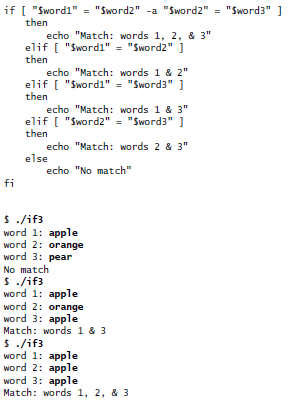 if [ "$word1" = "$word2" -a "$word2" = "$word3" ]
then
echo "Match: words 1, 2, & 3"
elif [ "$word1" = "$word2" ]
then
echo "Match: words 1 & 2"
elif [ "$word1" = "$word3" ]
then
echo "Match: words 1 & 3"
elif [ "$word2" = "$word3" ]
then
echo "Match: words 2 & 3"
else
echo "No match"
fi
$ ./if3
word 1: apple
word 2: orange
word 3: pear
No match
$ ./if3
word 1: apple
word 2: orange
word 3: apple
Match: words 1 & 3
$ ./if3
word 1: apple
word 2: apple
word 3: apple
Match: words 1, 2, & 3